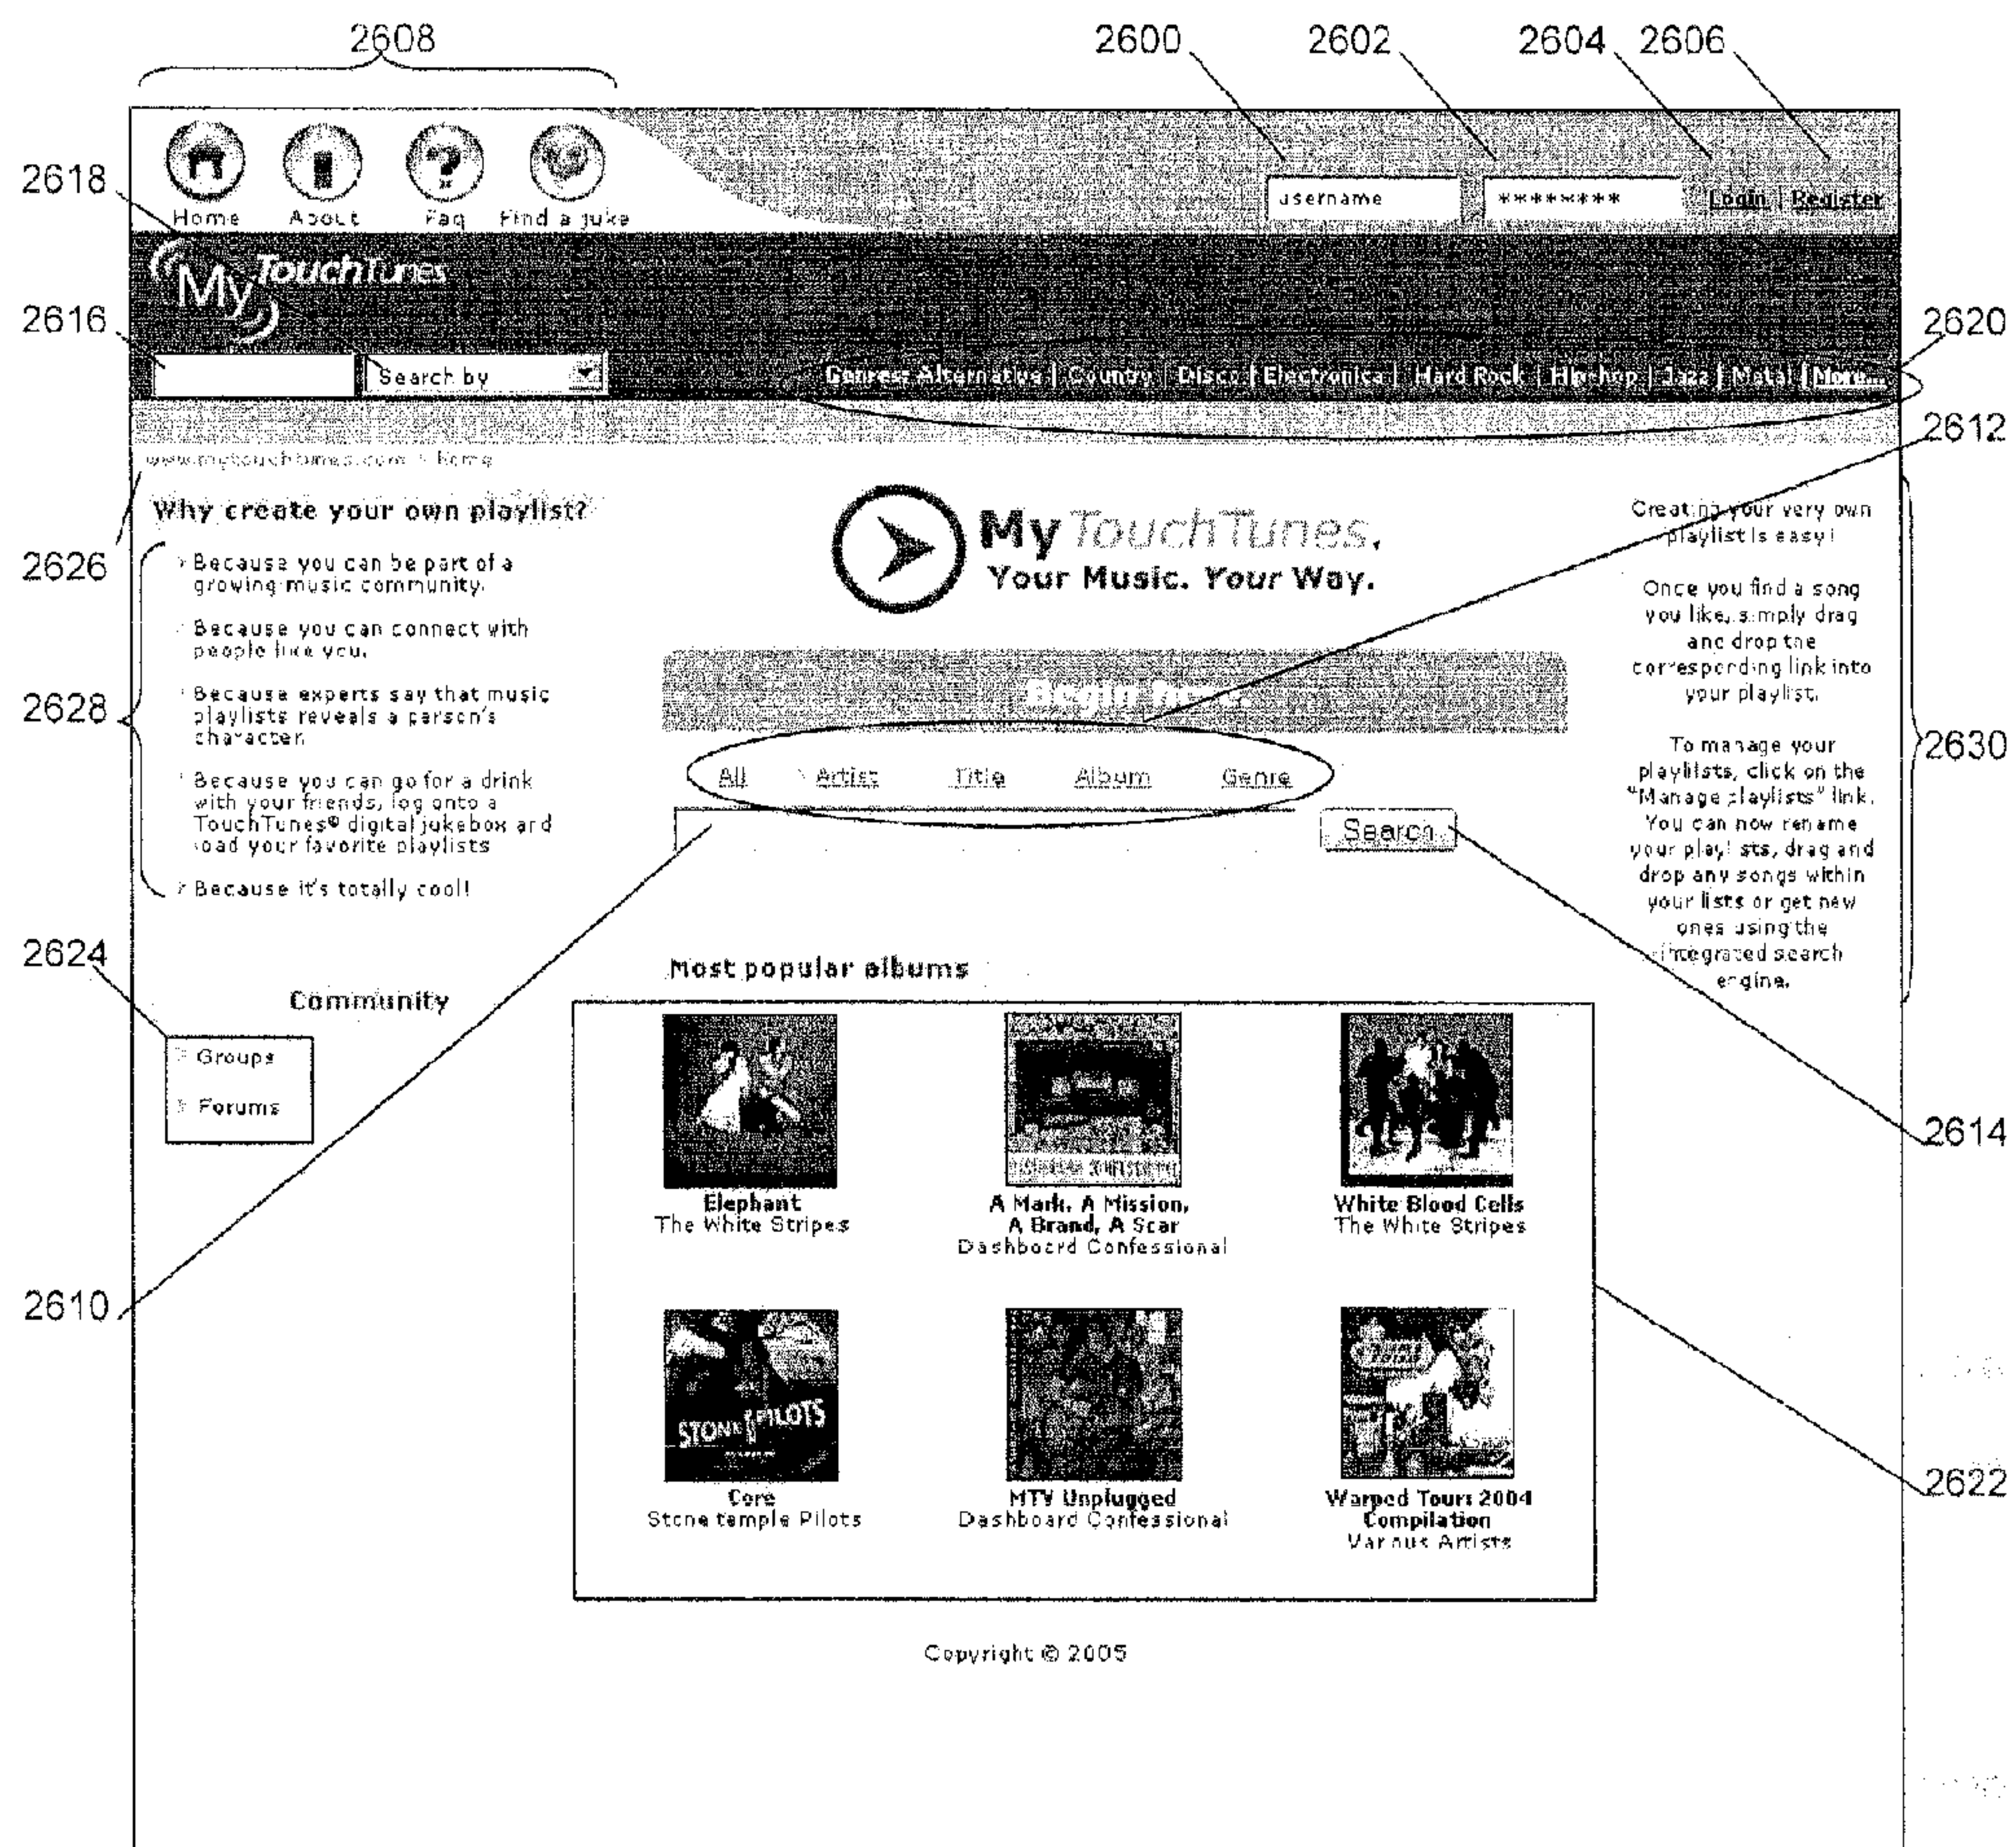 2608
2600 2602 2604 2606
Home About Faq Find a juke
username ******** Login | Register
2618
My TouchTunes
2616
2620
Search by
Genres: Alternative | Country | Disco | Electronica | Hard Rock | Hip-hop | Jazz | Metal | More...
2612
www.mytouchtunes.com > Home
2626
Why create your own playlist?
> Because you can be part of a
growing music community.
> Because you can connect with
people like you.
2628
> Because experts say that music
playlists reveals a person's
character.
> Because you can go for a drink
with your friends, log onto a
TouchTunes® digital jukebox and
load your favorite playlists
> Because it's totally cool!
My TouchTunes.
Your Music. Your Way.
Begin here.
All > Artist Title Album Genre
Search
Creating your very own
playlist is easy!
Once you find a song
you like, simply drag
and drop the
corresponding link into
your playlist.
2630
To manage your
playlilsts, click on the
"Manage playlists" link.
You can now rename
your playlists, drag and
drop any songs within
your lists or get new
ones using the
integrated search
engine.
2624
Community
> Groups
> Forums
2610
Most popular albums
2614
Elephant
The White Stripes
A Mark, A Mission,
A Brand, A Scar
Dashboard Confessional
White Blood Cells
The White Stripes
STONE PILOTS
Core
Stone temple Pilots
MTV Unplugged
Dashboard Confessional
Warped Tours 2004
Compilation
Various Artists
2622
Copyright © 2005